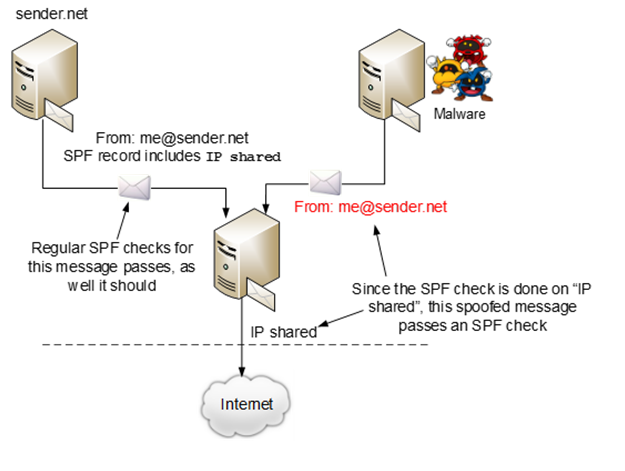 sender.net
Malware
From: me@sender.net
SPF record includes IP shared
From: me@sender.net
Regular SPF checks for
this message passes, as
well it should
Since the SPF check is done on “IP
shared”, this spoofed message
passes an SPF check
IP shared
Internet